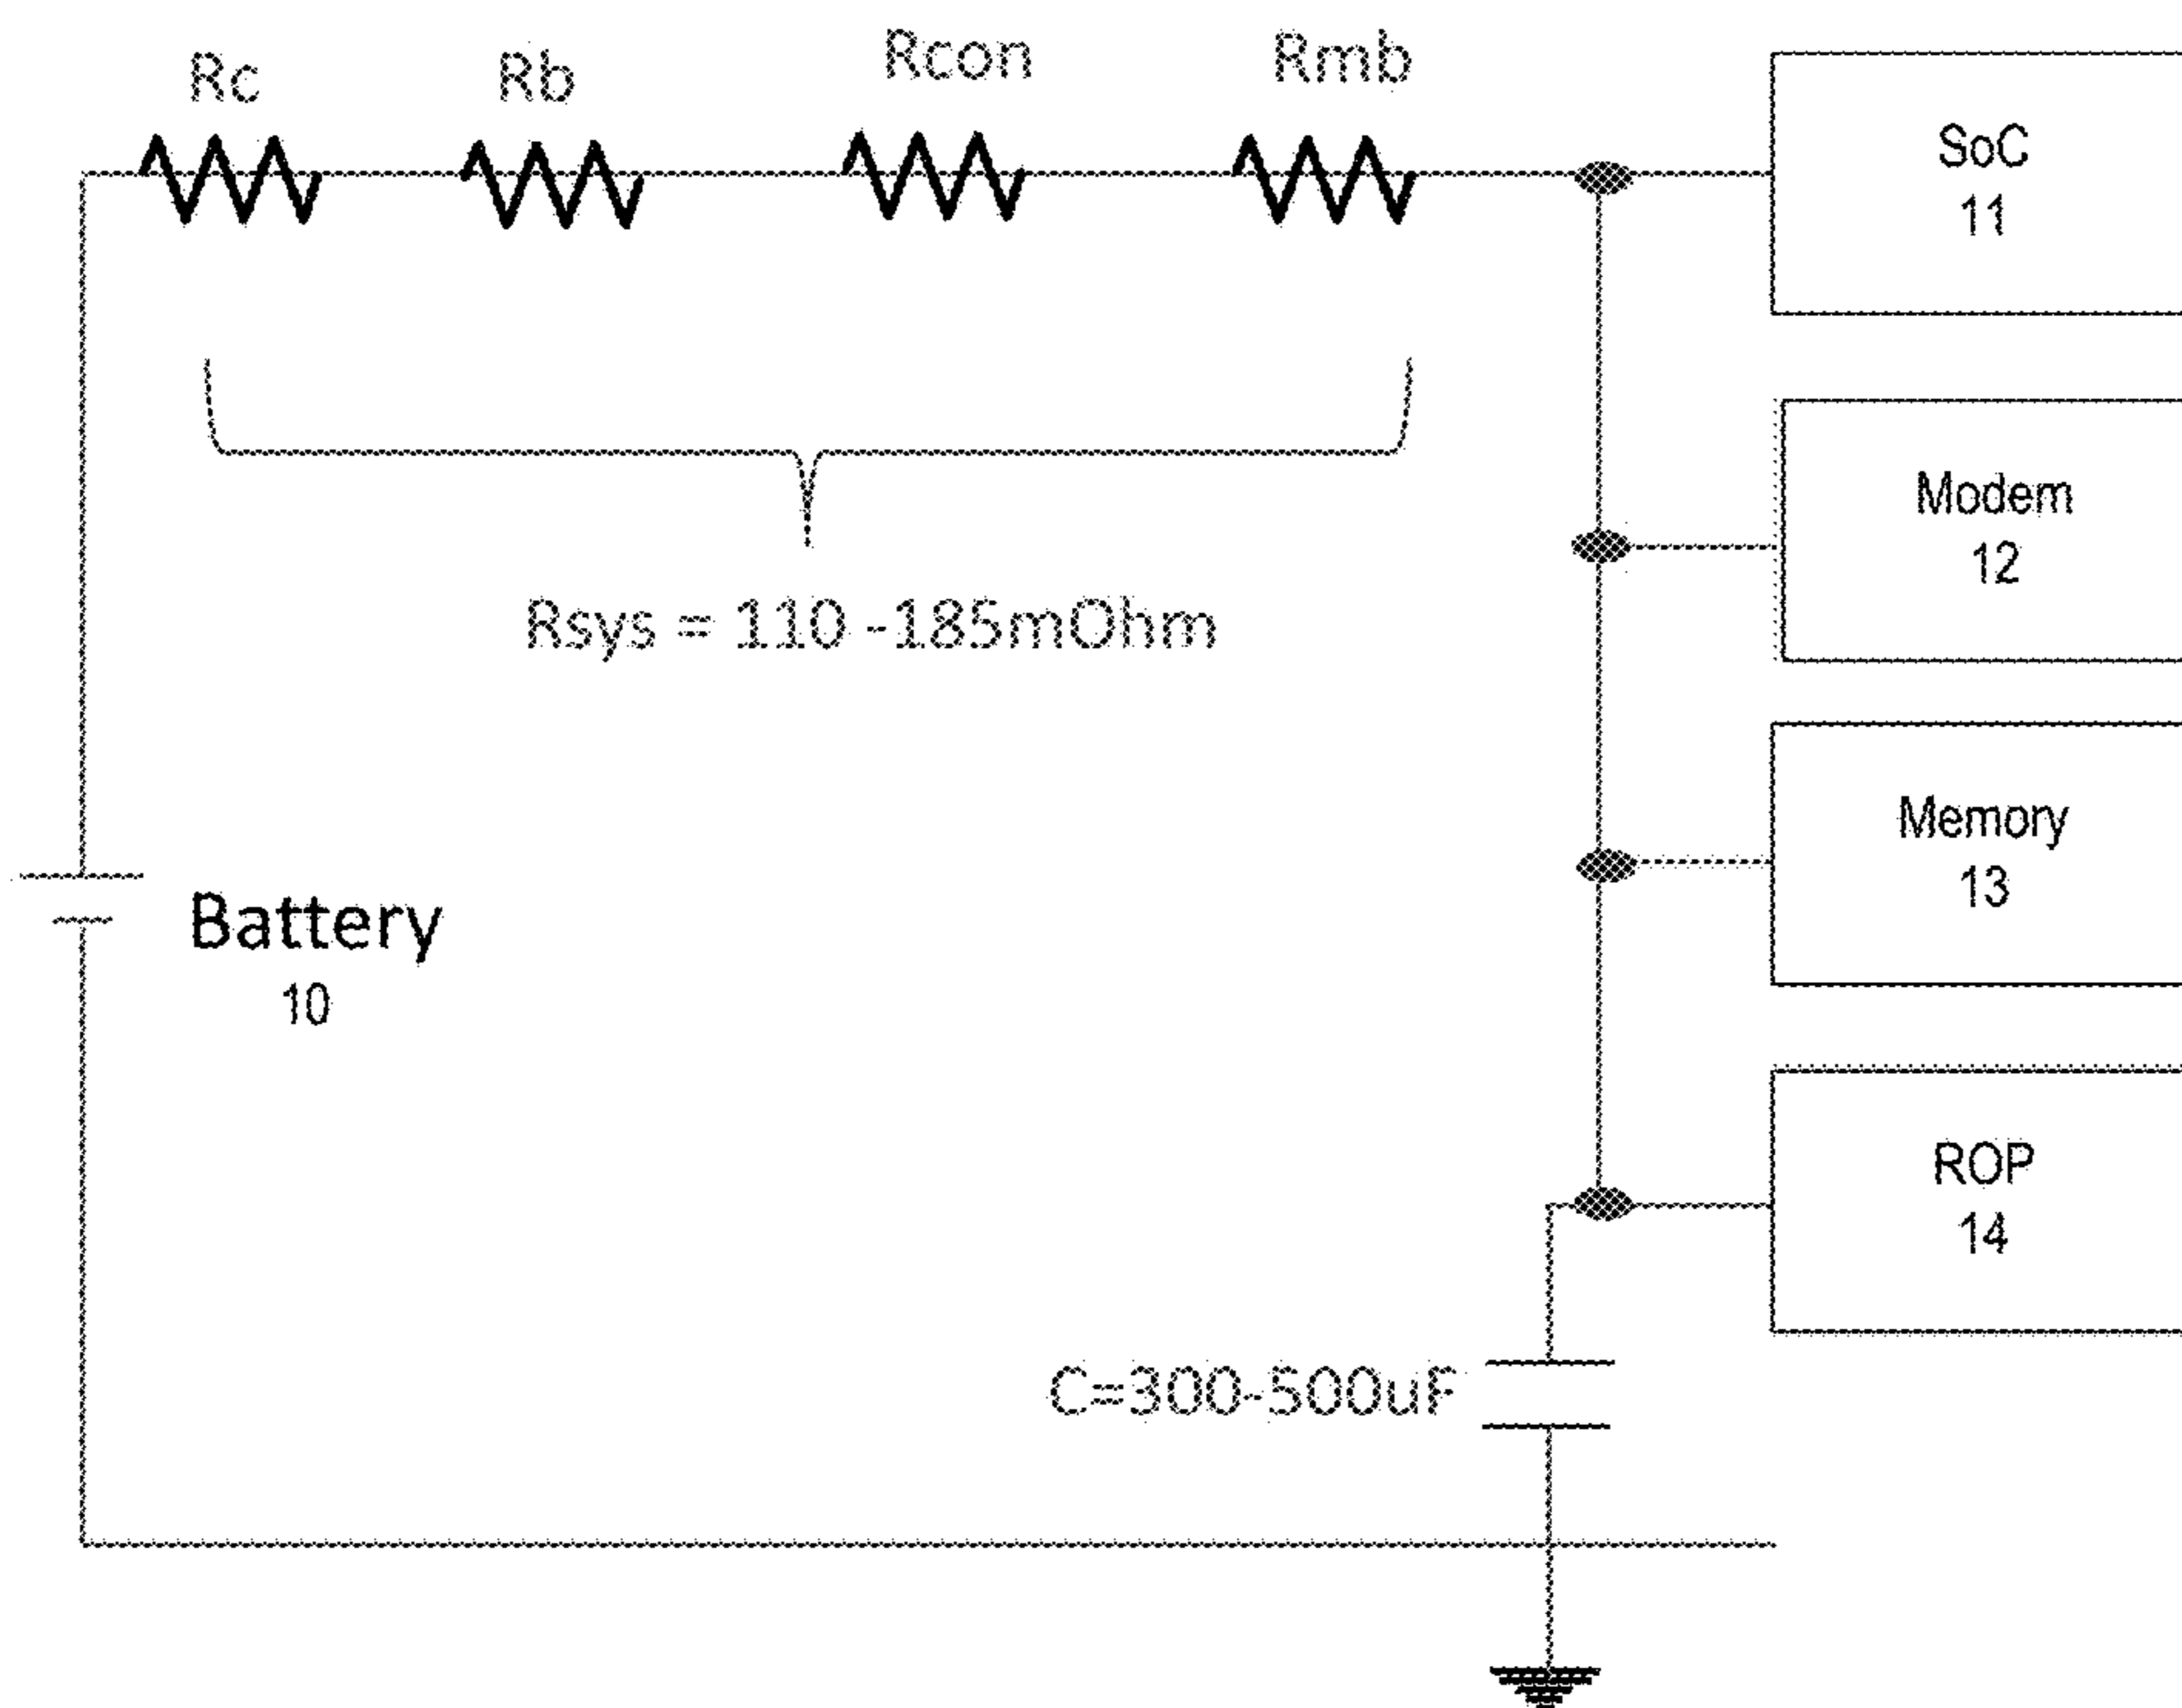 Rc
Rb
Rcon
Rmb
SoC
11
Modem
12
Rsys = 110 -185mOhm
Memory
13
Battery
10
ROP
14
C=300-500uF